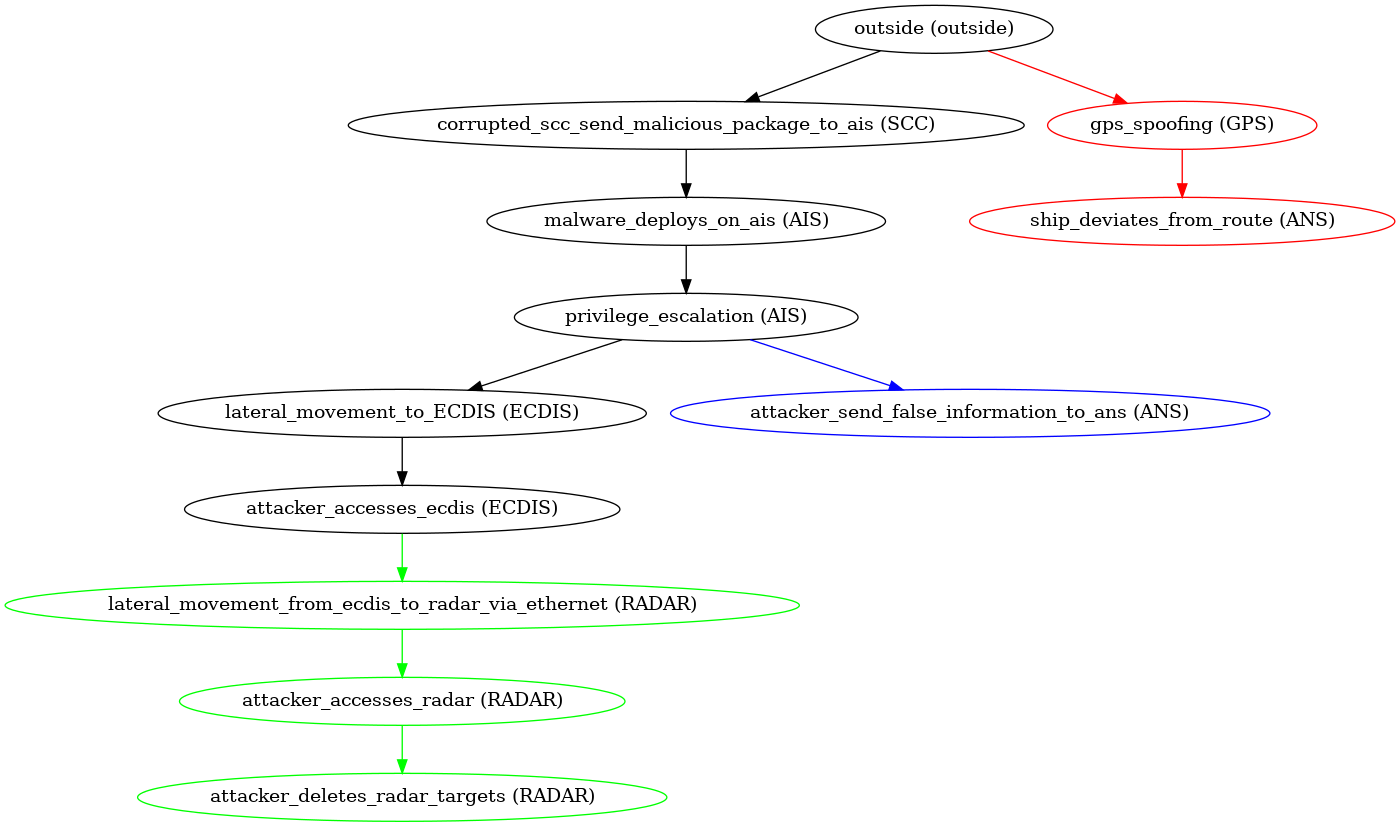 outside (outside)
corrupted_scc_send_malicious_package_to_ais (SCC)
gps_spoofing (GPS)
malware_deploys_on_ais (AIS)
ship_deviates_from_route (ANS)
privilege_escalation (AIS)
lateral_movement_to_ECDIS (ECDIS)
attacker_send_false_information_to_ans (ANS)
attacker_accesses_ecdis (ECDIS)
lateral_movement_from_ecdis_to_radar_via_ethernet (RADAR)
attacker_accesses_radar (RADAR)
attacker_deletes_radar_targets (RADAR)